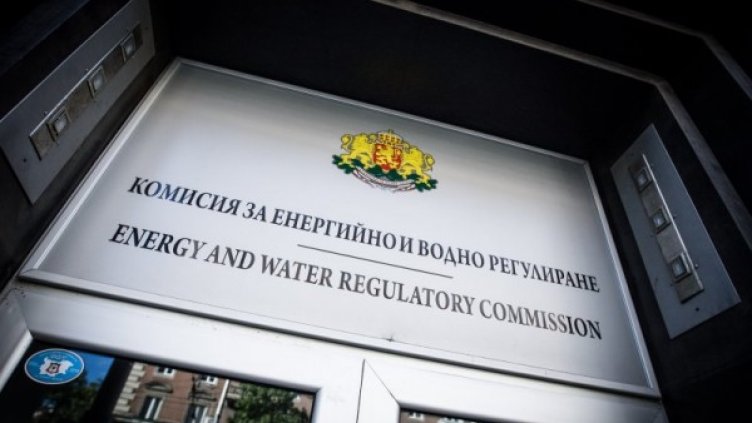 КОМИСИЯ ЗА ЕНЕРГИЙНО И ВОДНО РЕГУЛИРАНЕ
ENERGY AND WATER REGULATORY COMMISSION